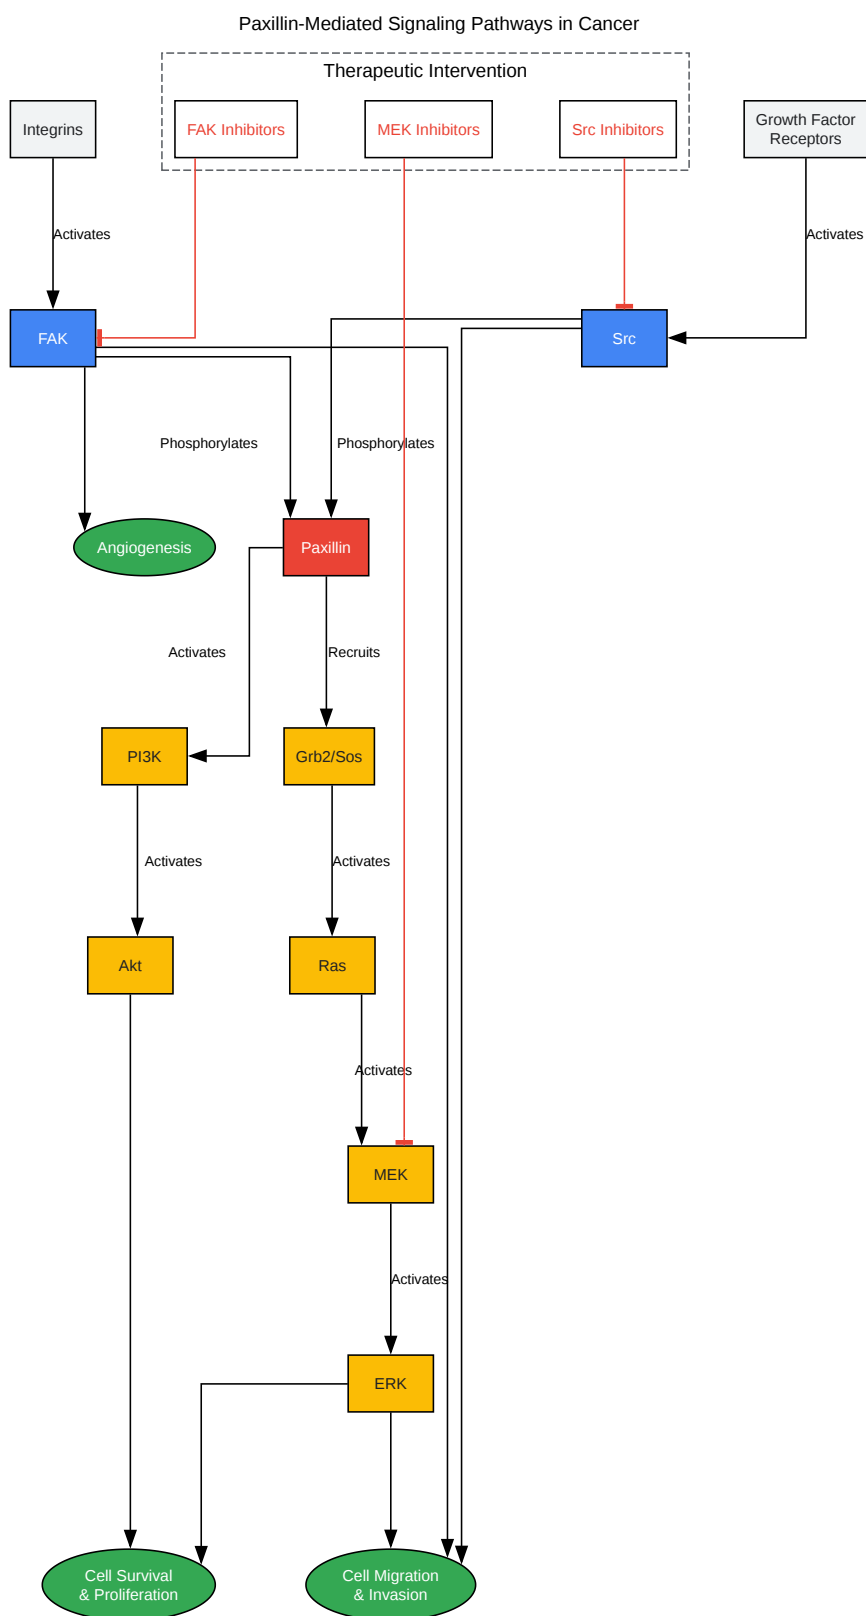 Paxillin-Mediated Signaling Pathways in Cancer
Therapeutic Intervention
Integrins
FAK Inhibitors
MEK Inhibitors
Src Inhibitors
Growth Factor
Receptors
Activates
Activates
FAK
Src
Phosphorylates
Phosphorylates
Angiogenesis
Paxillin
Activates
Recruits
PI3K
Grb2/Sos
Activates
Activates
Akt
Ras
Activates
MEK
Activates
ERK
Cell Survival
& Proliferation
Cell Migration
& Invasion